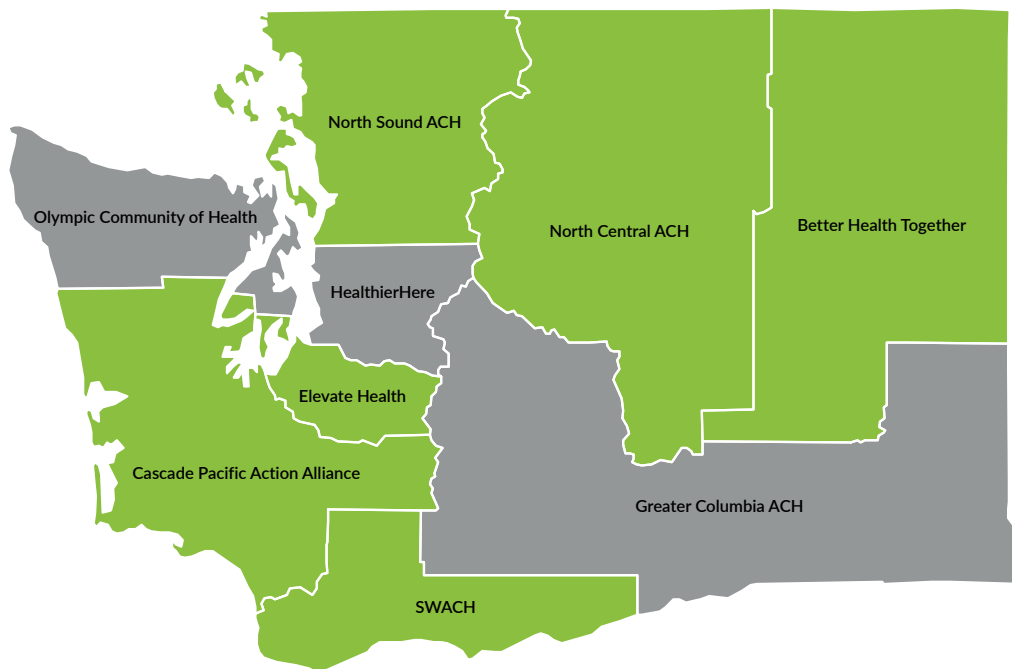 North Sound ACH
Olympic Community of Health
North Central ACH
Better Health Together
HealthierHere
Elevate Health
Cascade Pacific Action Alliance
Greater Columbia ACH
SWACH